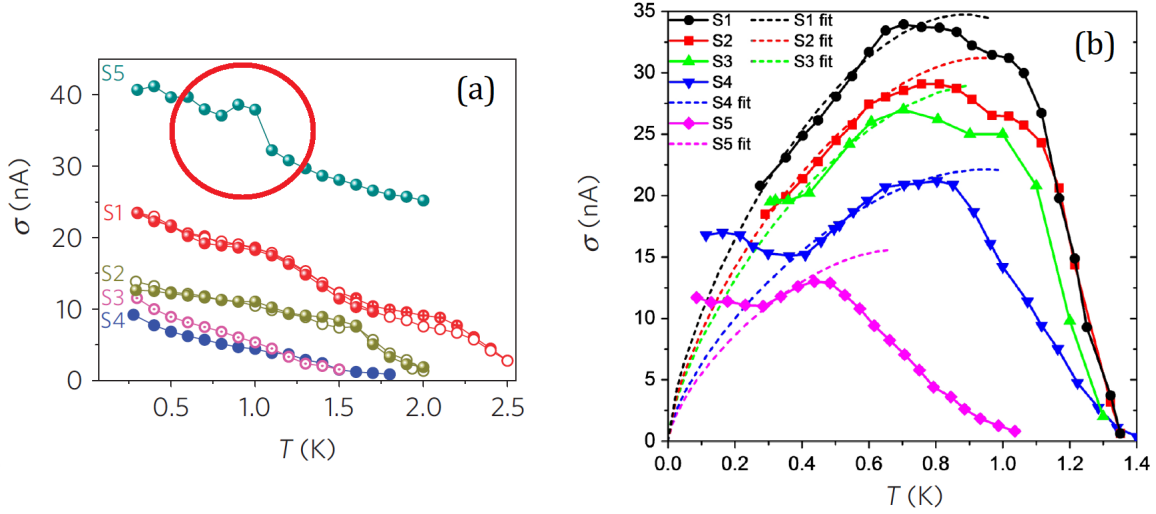 (a)
S5
S1
S2
S3
S4
40
30
20
10
0
σ (nA)
0.5
1.0
1.5
2.0
2.5
T (K)
(b)
S1
S1 fit
S2
S2 fit
S3
S3 fit
S4
S4 fit
S5
S5 fit
35
30
25
20
15
10
5
0
σ (nA)
0.0
0.2
0.4
0.6
0.8
1.0
1.2
1.4
T (K)